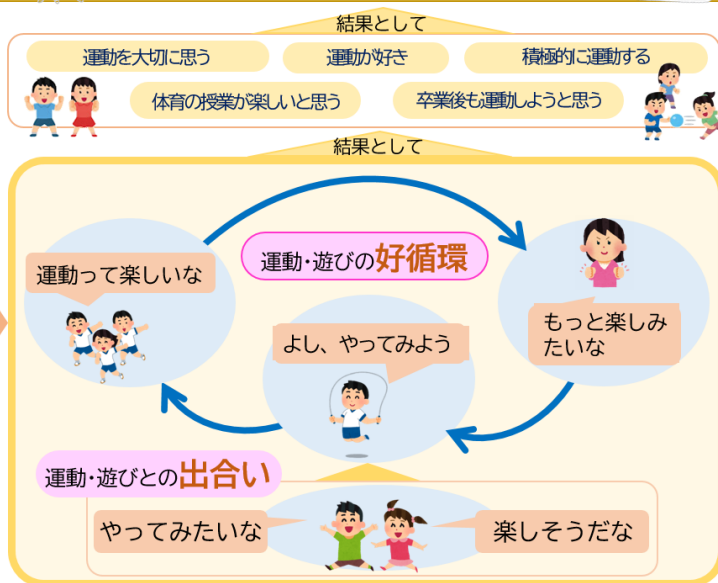 結果として
運動を大切に思う
運動が好き
積極的に運動する
体育の授業が楽しいと思う
卒業後も運動しようと思う
結果として
運動・遊びの好循環
運動って楽しいな
もっと楽しみ
たいな
よし、やってみよう
運動・遊びとの出合い
やってみたいな
楽しそうだな